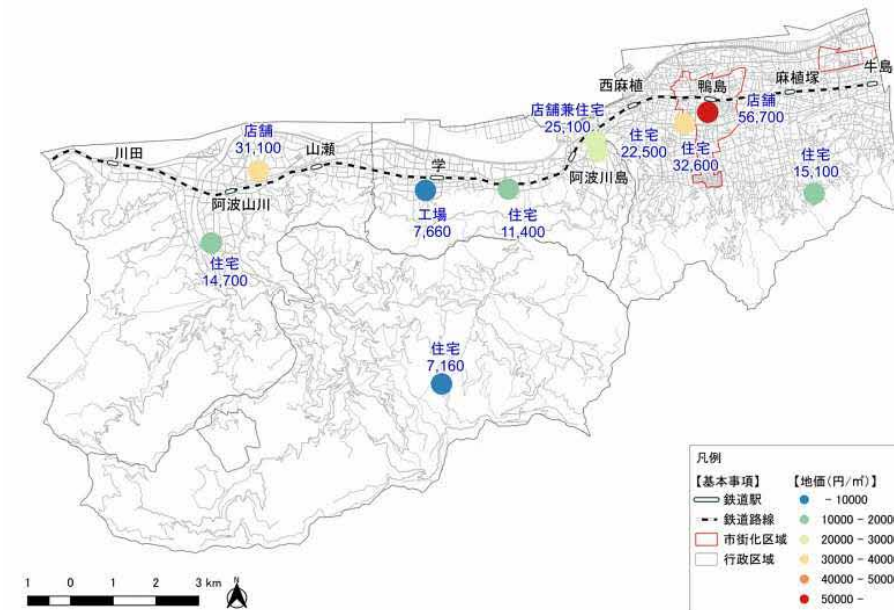 牛島
麻植塚
鴨島
西麻植
店舗
56,700
店舗兼住宅
25,100
住宅
22,500
住宅
32,600
住宅
15,100
阿波川島
店舗
31,100
山瀬
川田
学
阿波山川
工場
7,660
住宅
11,400
住宅
14,700
住宅
7,160
凡例
【基本事項】
鉄道駅
鉄道路線
市街化区域
行政区域
【地価(円/㎡)】
- 10000
10000 - 20000
20000 - 30000
30000 - 40000
40000 - 50000
50000 -
1 0 1 2 3 km
N